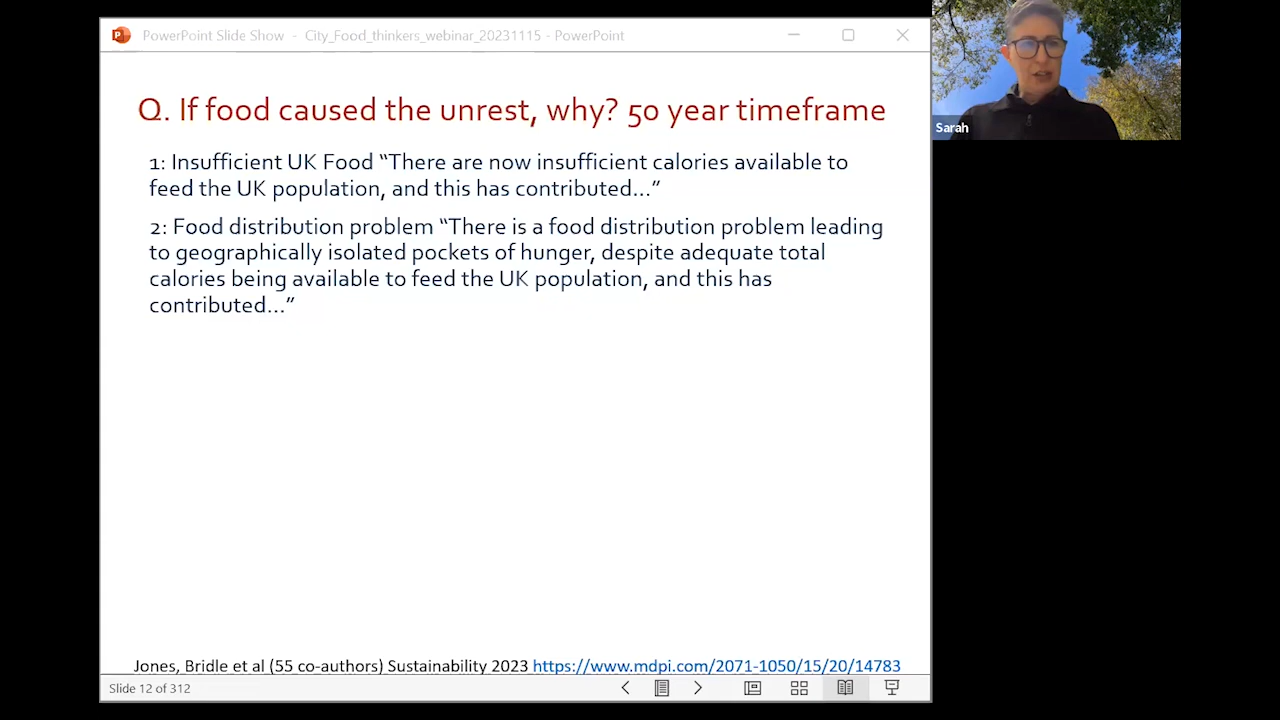 PowerPoint Slide Show - City_Food_thinkers_webinar_20231115 - PowerPoint
Q. If food caused the unrest, why? 50 year timeframe
1: Insufficient UK Food “There are now insufficient calories available to
feed the UK population, and this has contributed...”
2: Food distribution problem “There is a food distribution problem leading
to geographically isolated pockets of hunger, despite adequate total
calories being available to feed the UK population, and this has
contributed...”
Jones, Bridle et al (55 co-authors) Sustainability 2023 https://www.mdpi.com/2071-1050/15/20/14783
Slide 12 of 312
Sarah